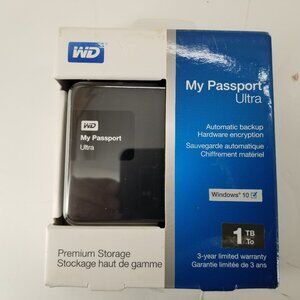 WD
My Passport
Ultra
Automatic backup
Hardware encryption
Sauvegarde automatique
Chiffrement matériel
WD
My Passport
Ultra
Windows® 10
1 TB
To
Premium Storage
Stockage haut de gamme
3-year limited warranty
Garantie limitée de 3 ans